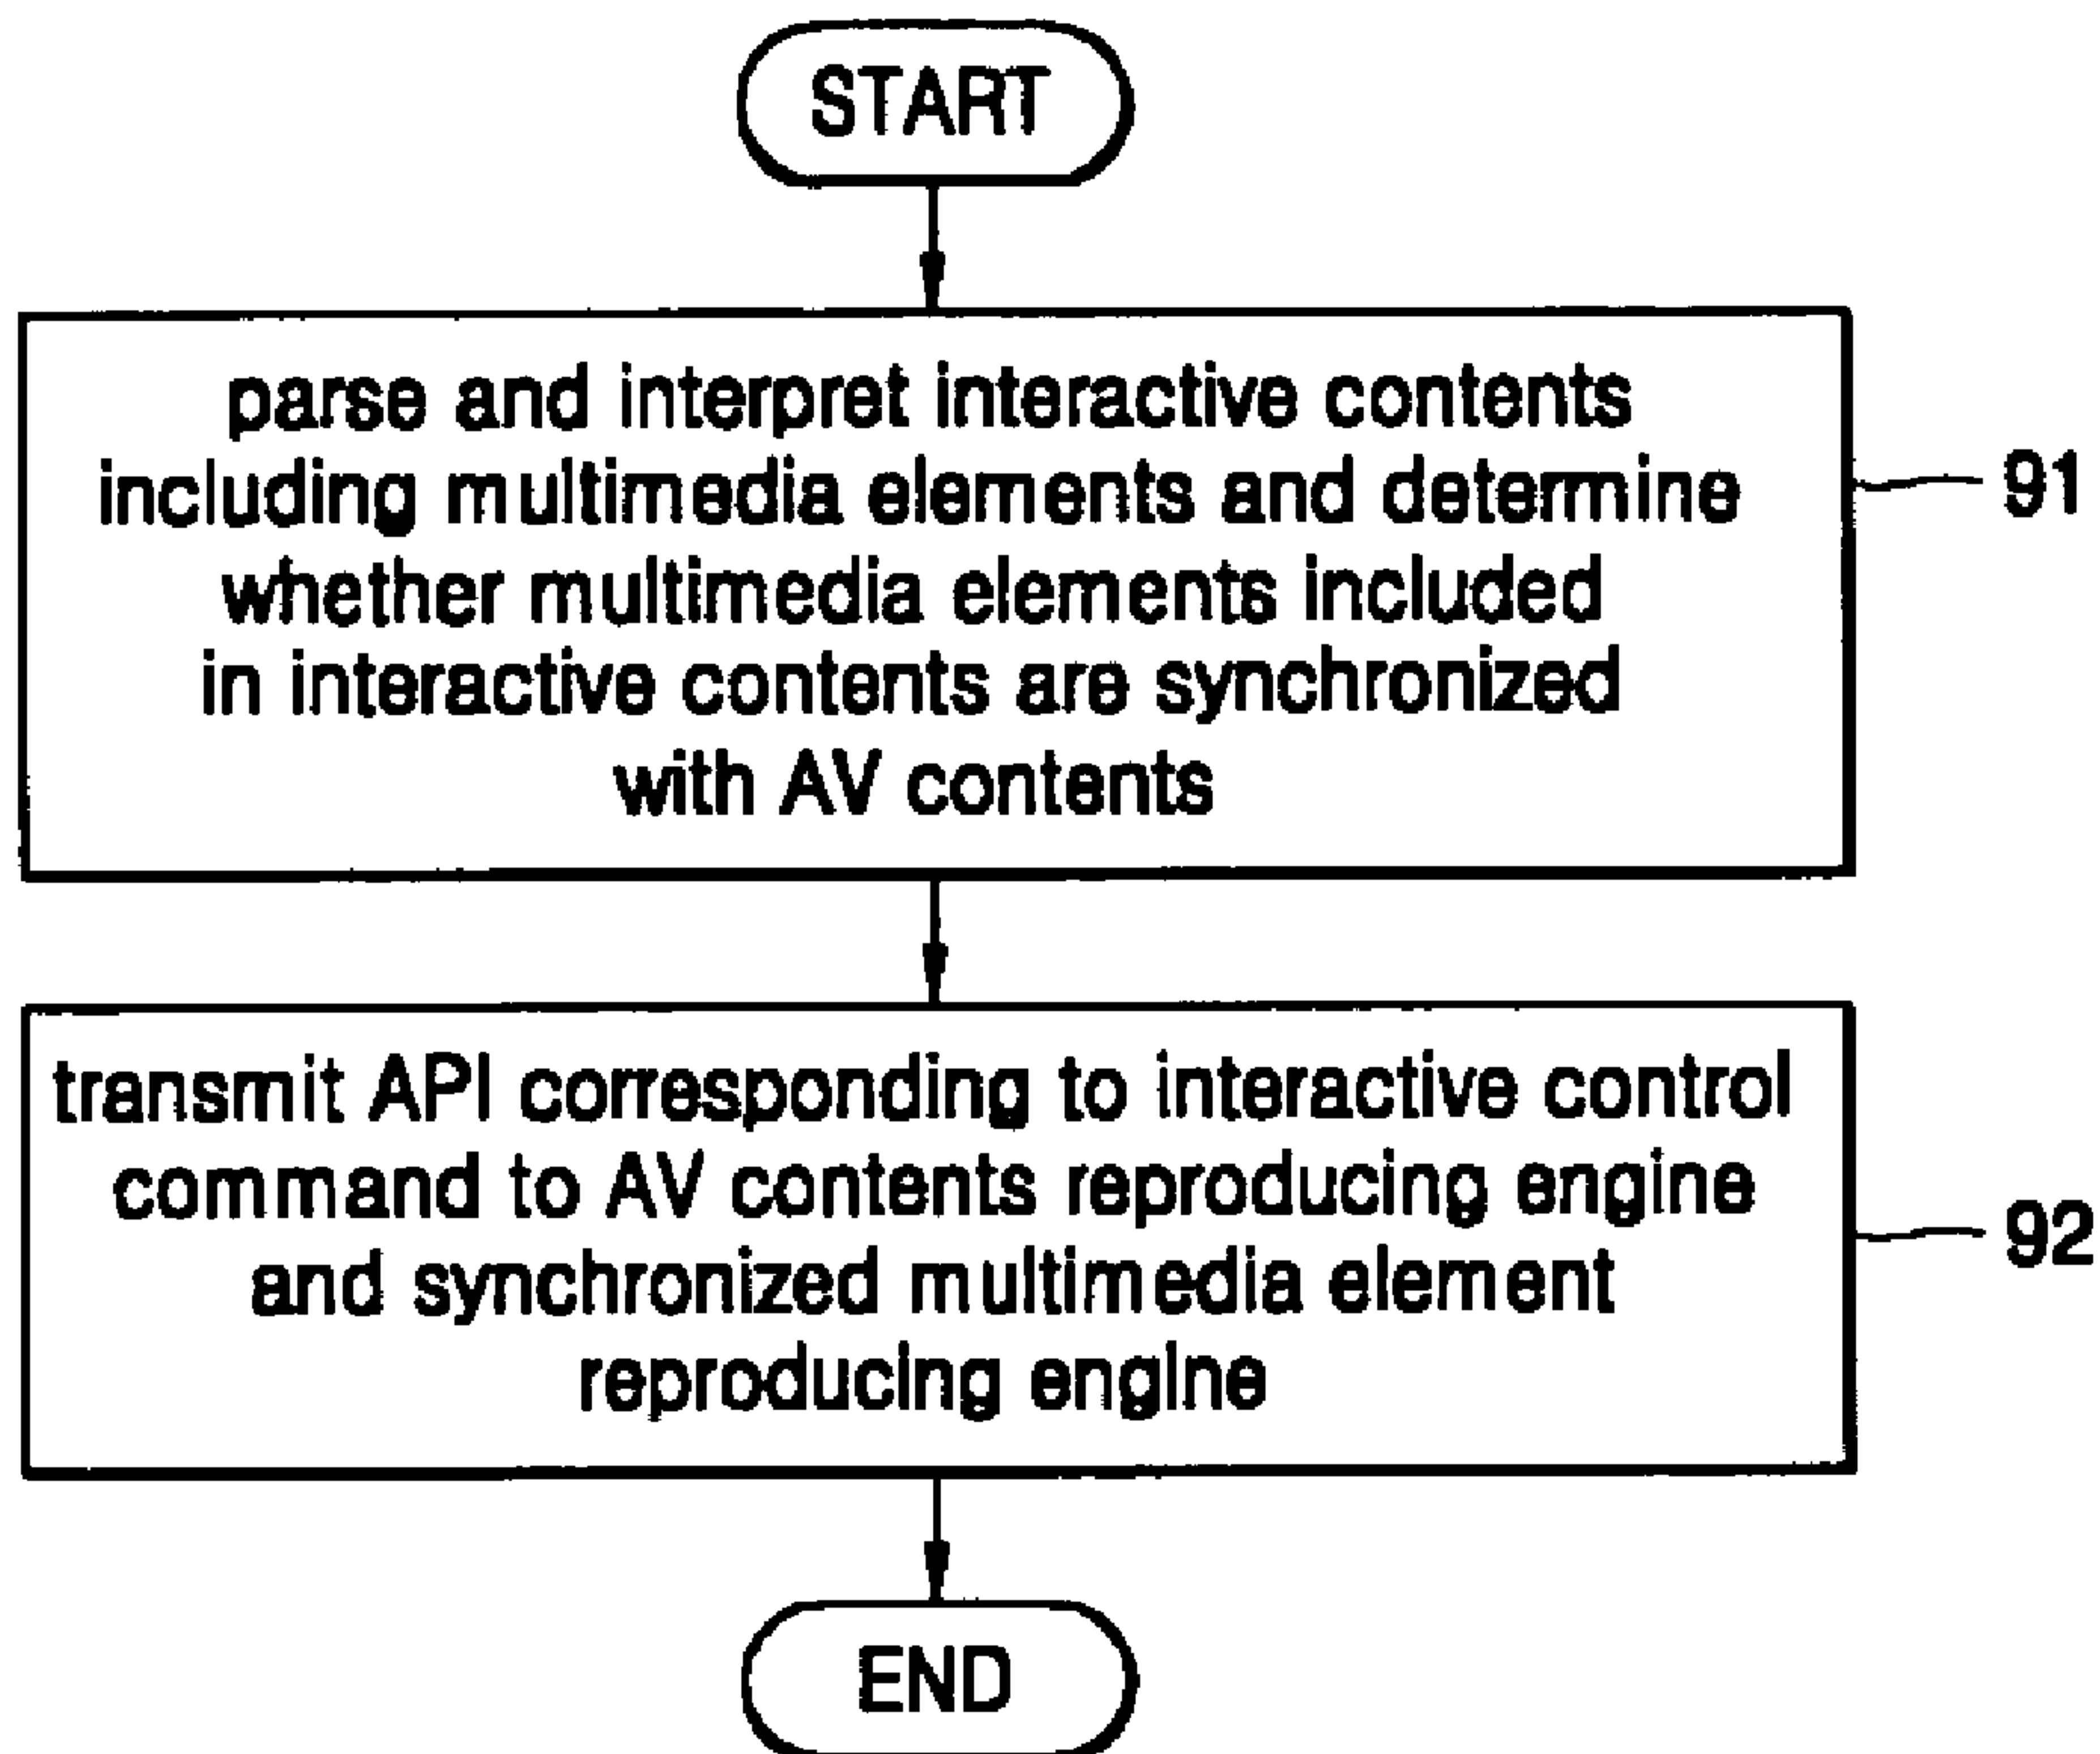 START
parse and interpret interactive contents
including multimedia elements and determine
whether multimedia elements included
in interactive contents are synchronized
with AV contents
91
transmit API corresponding to interactive control
command to AV contents reproducing engine
and synchronized multimedia element
reproducing engine
92
END